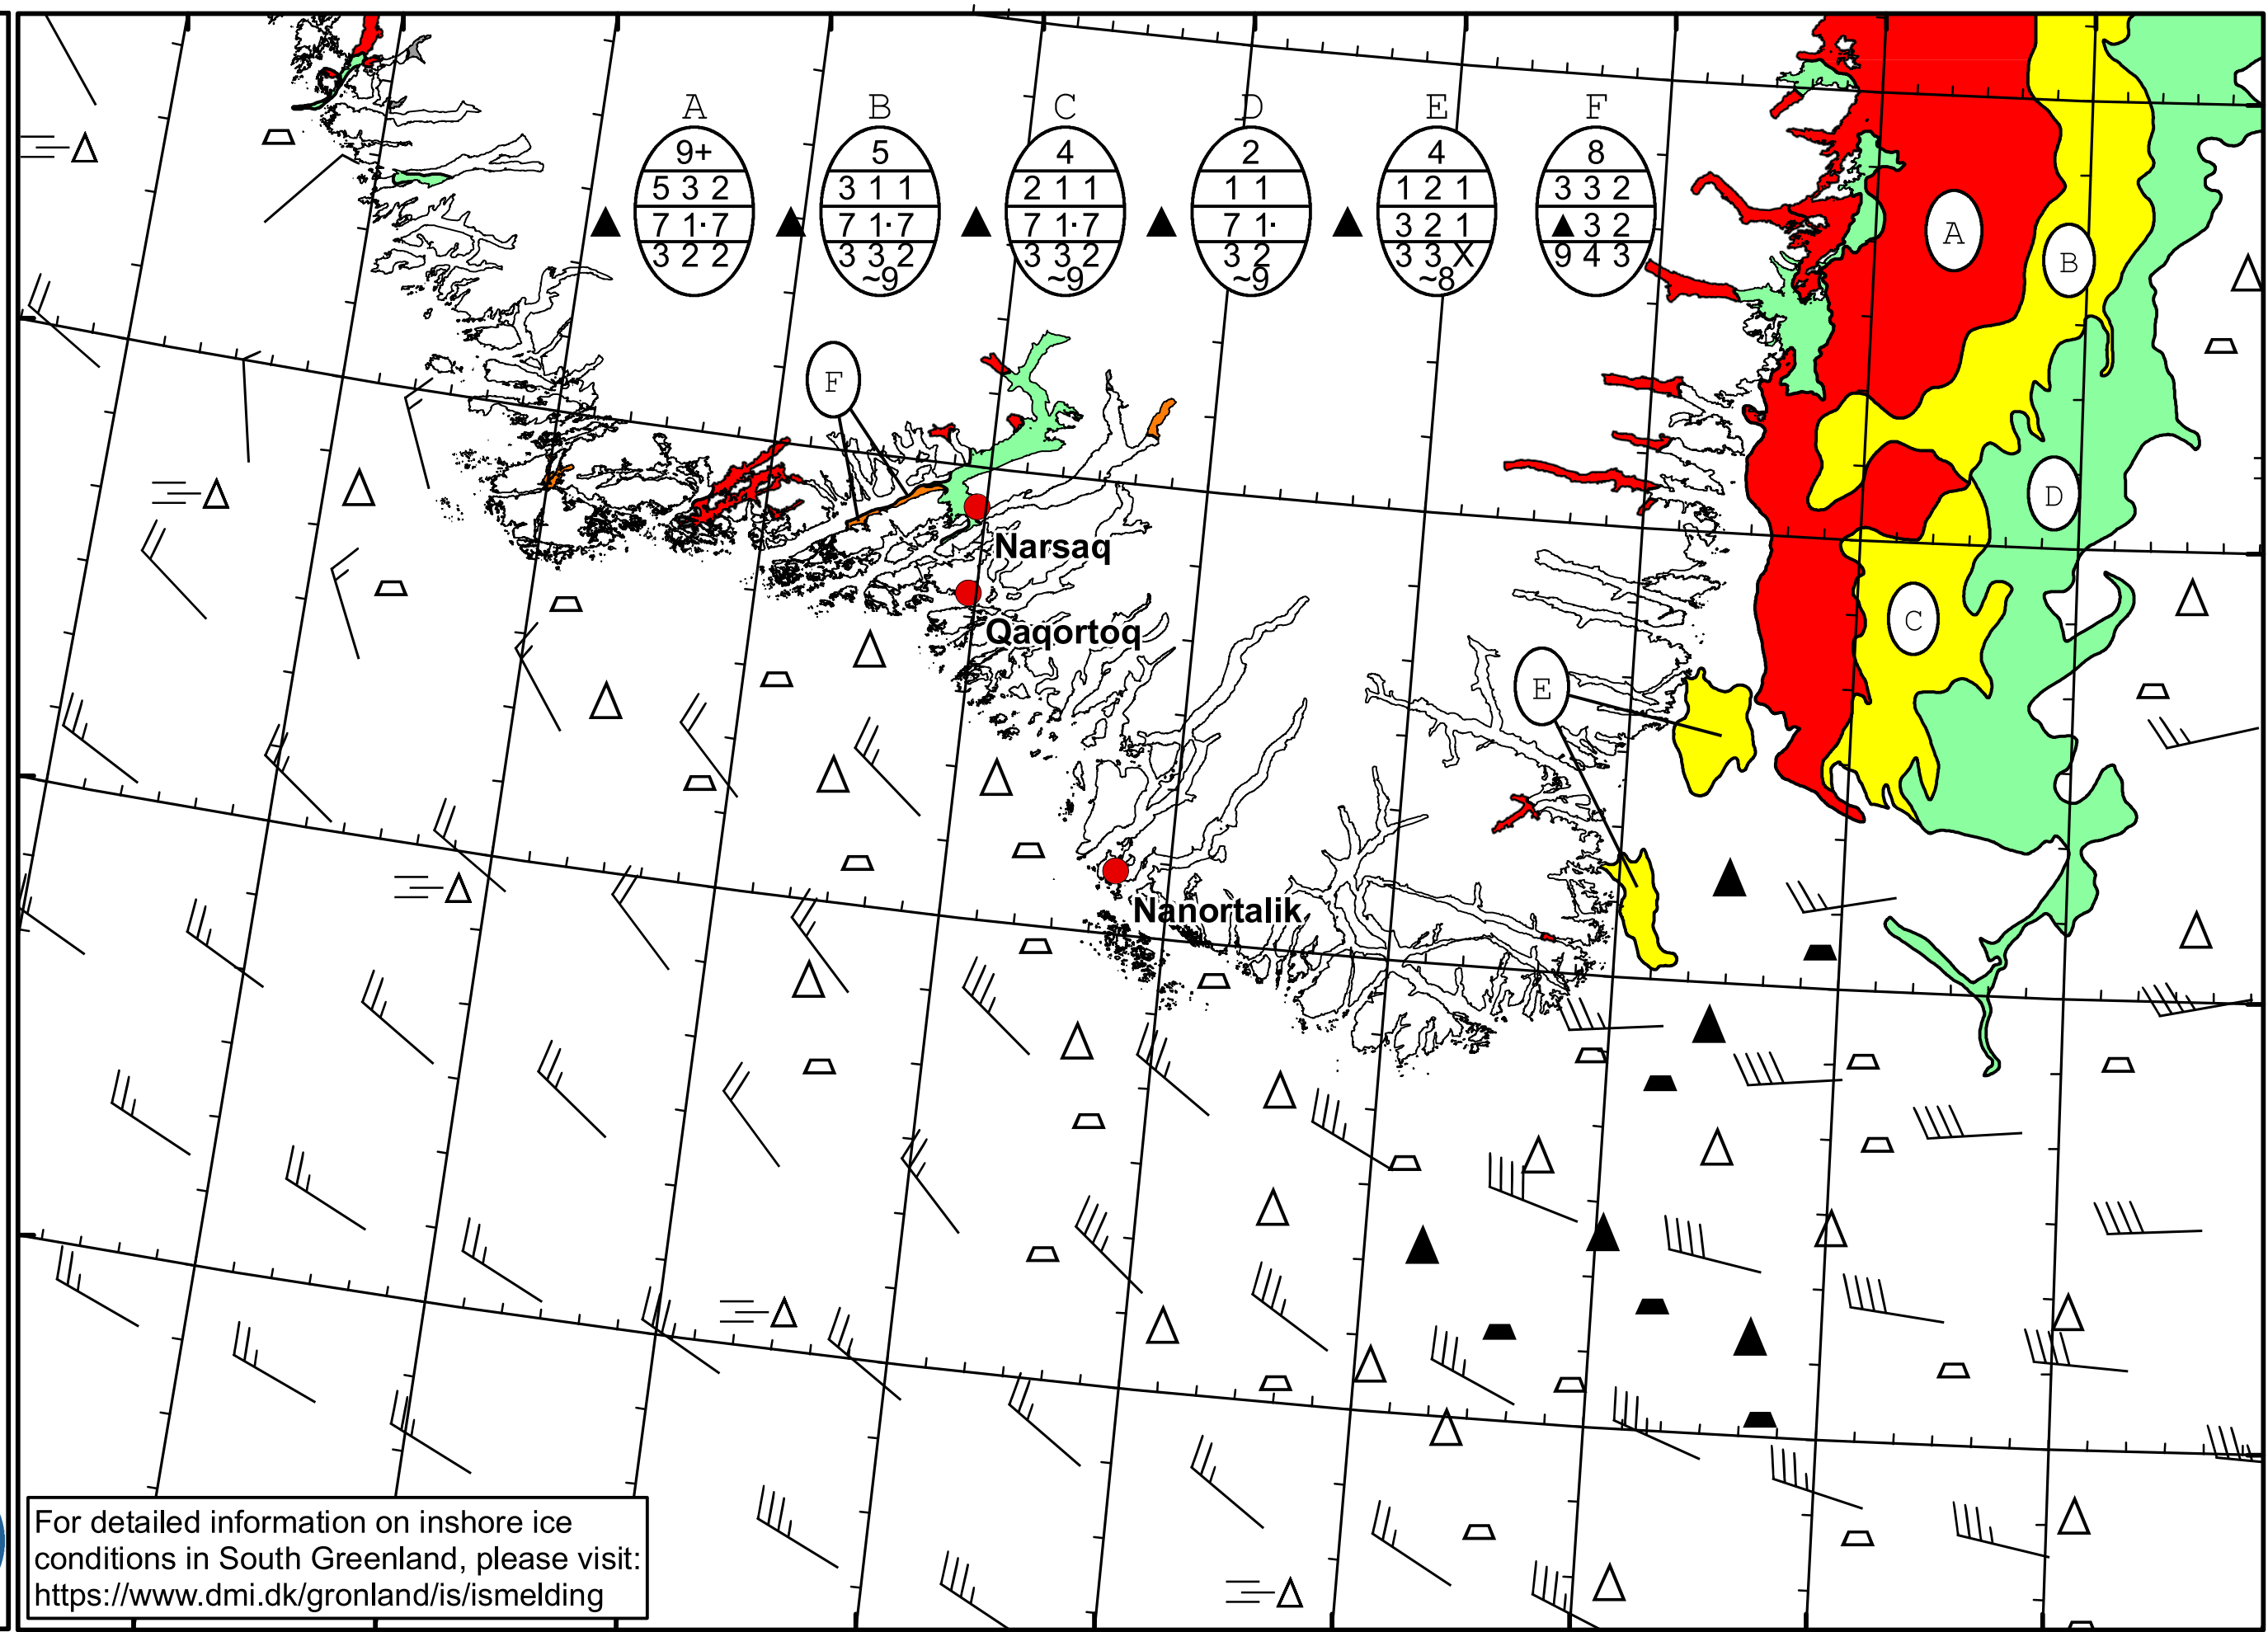 A B C D E F
9+ 5 4 2 4 8
5 3 2 3 1 1 2 1 1 1 1 1 2 1 3 3 2
7 1·7 7 1·7 7 1·7 7 1· 3 2 1 ▲ 3 2
3 2 2 3 3 2 3 3 2 3 2 3 3 X 9 4 3
~9 ~9 ~9 ~8
A
B
F
D
Narsaq
C
Qaqortoq
E
Nanortalik
For detailed information on inshore ice
conditions in South Greenland, please visit:
https://www.dmi.dk/gronland/is/ismelding